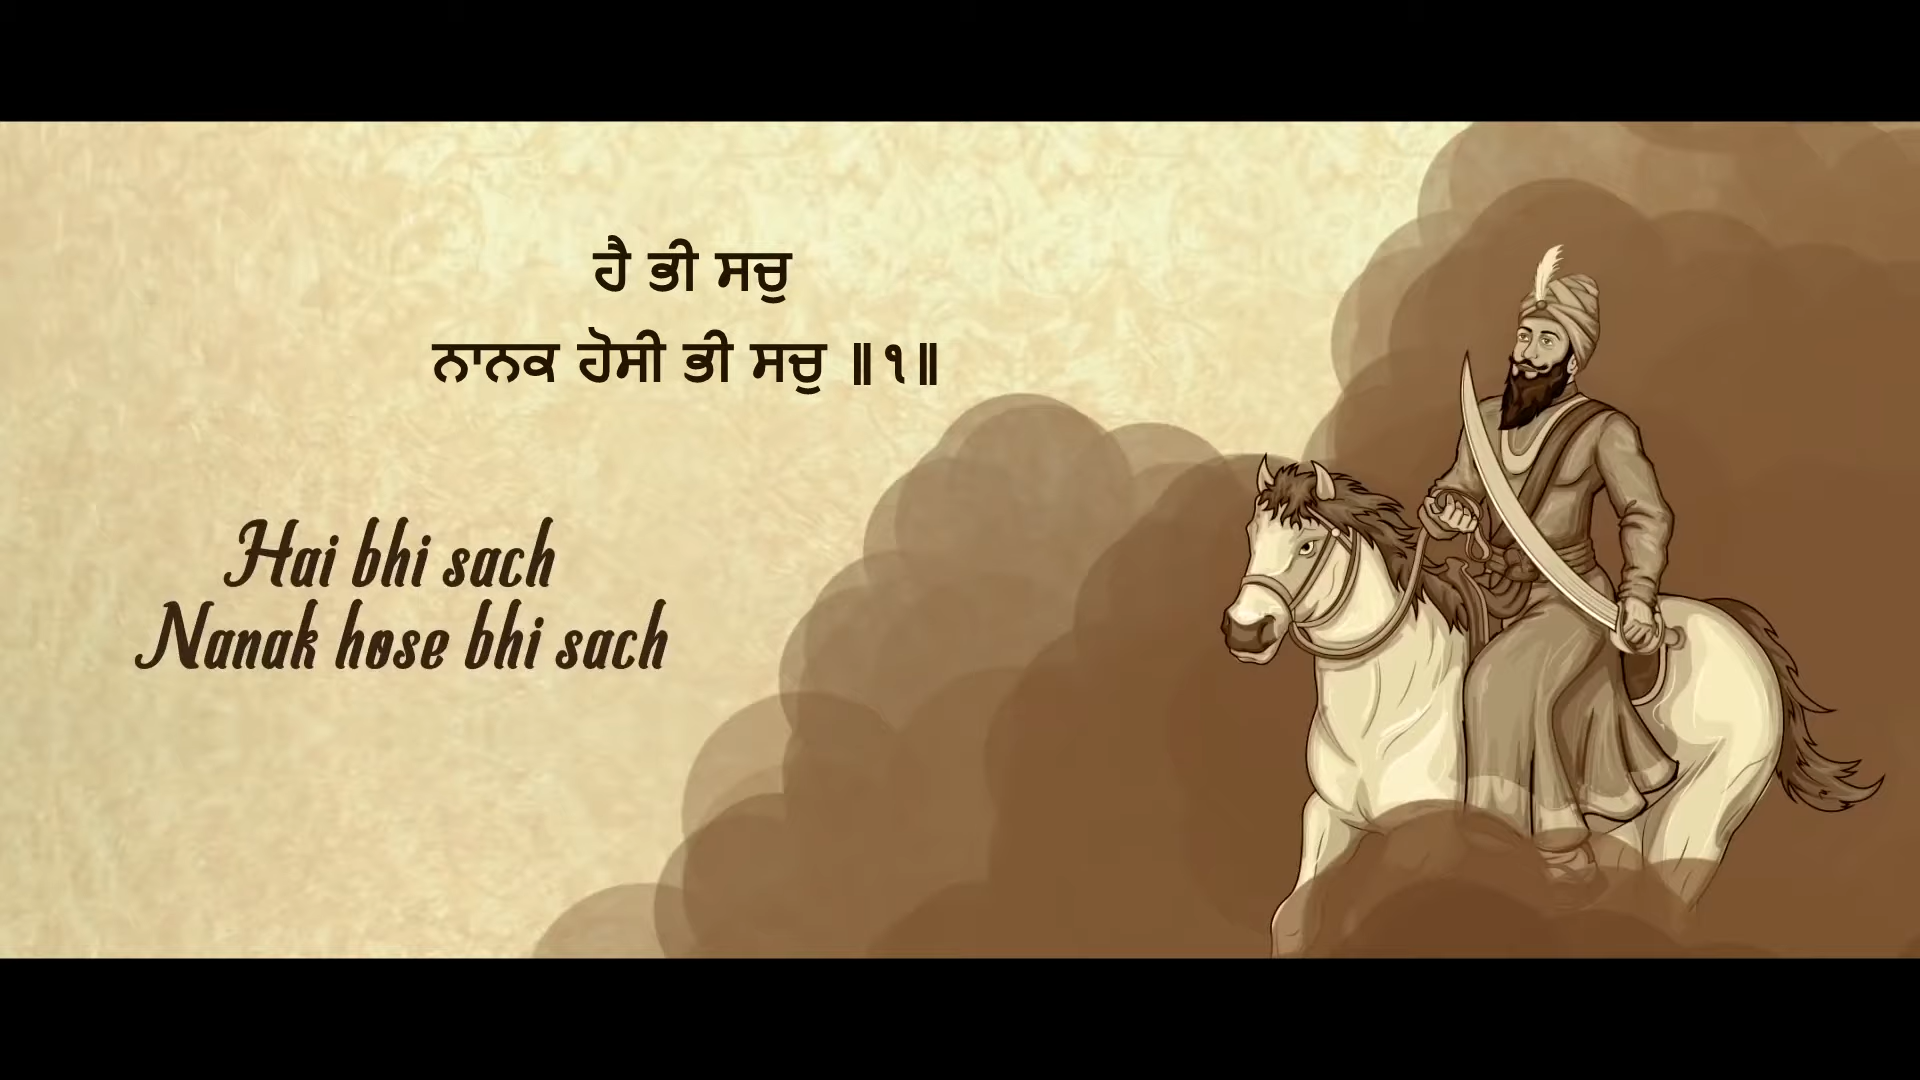 ਹੈ ਭੀ ਸਚੁ
ਨਾਨਕ ਹੋਸੀ ਭੀ ਸਚੁ ॥੧॥
Hai bhi sach
Nanak hose bhi sach